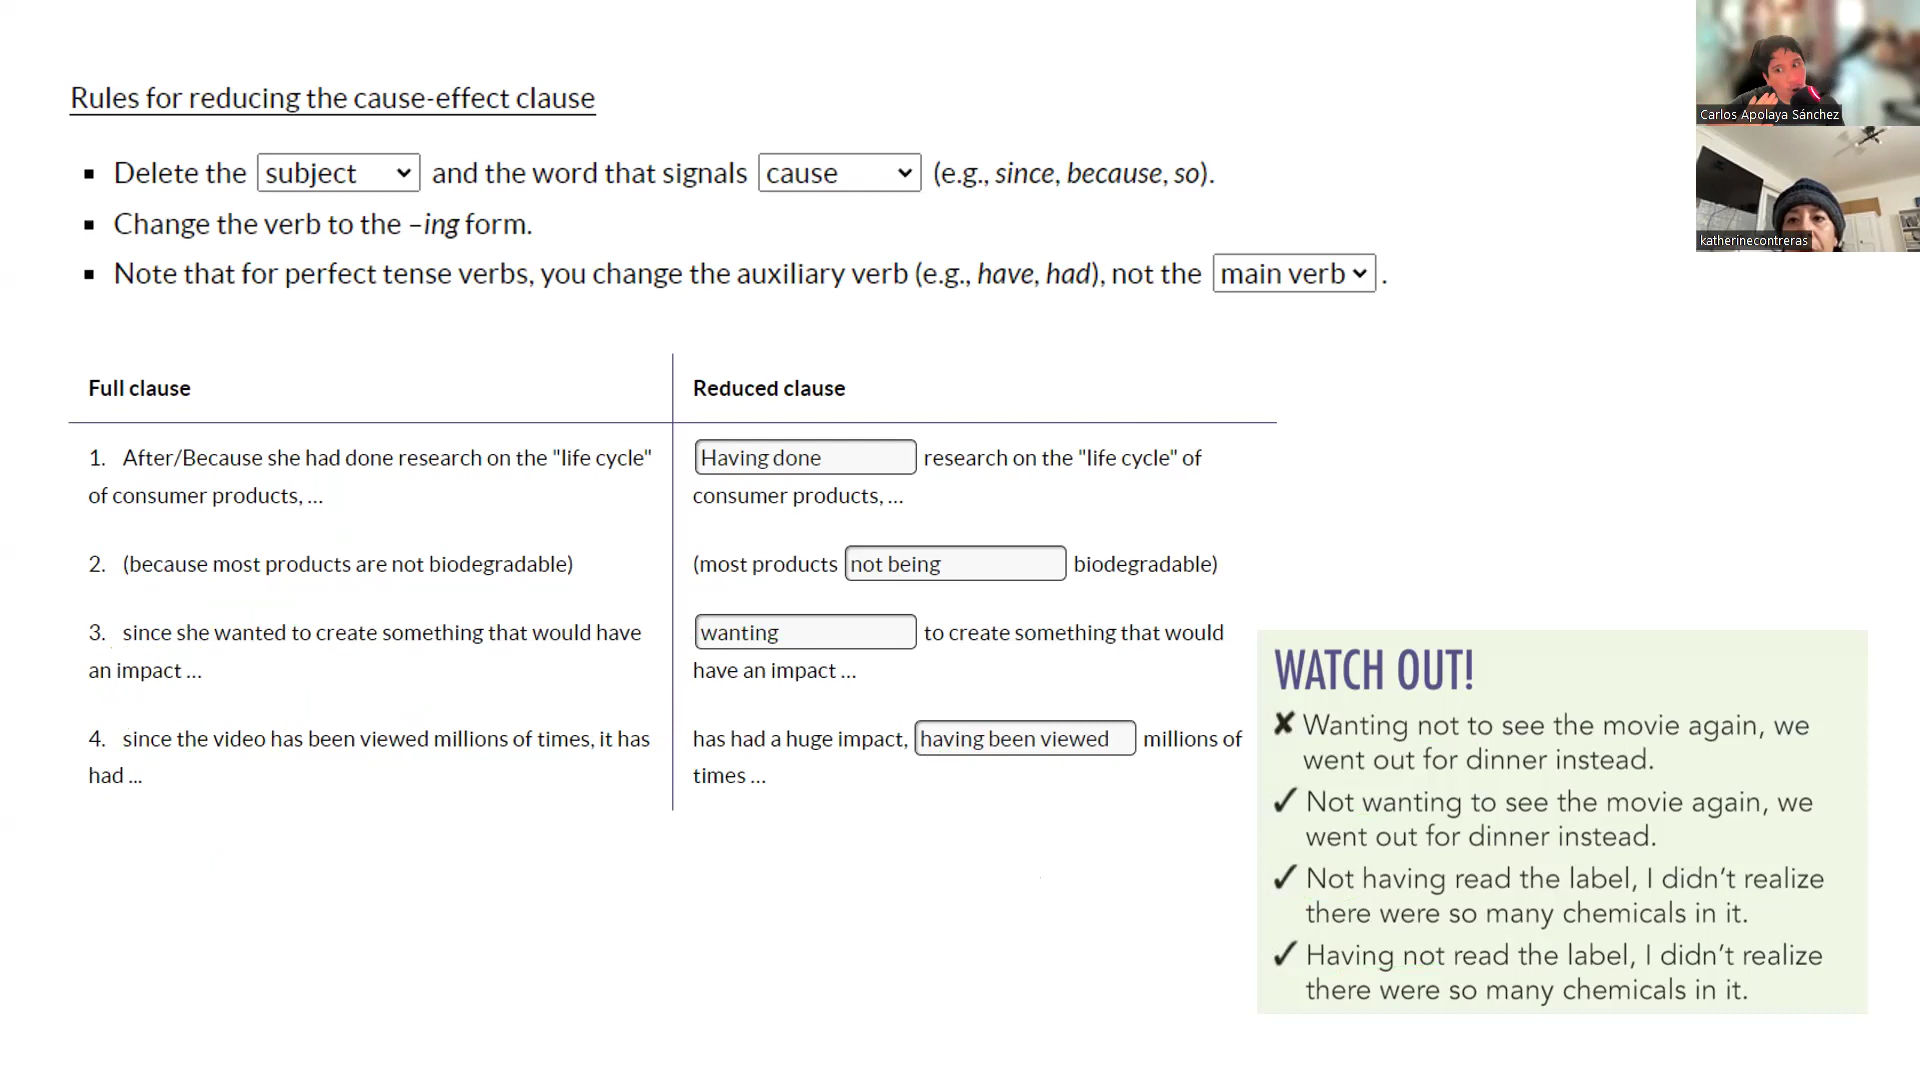 Rules for reducing the cause-effect clause
▪ Delete the subject and the word that signals cause (e.g., since, because, so).
▪ Change the verb to the –ing form.
▪ Note that for perfect tense verbs, you change the auxiliary verb (e.g., have, had), not the main verb .
Full clause
Reduced clause
1. After/Because she had done research on the "life cycle"
of consumer products, ...
Having done research on the "life cycle" of
consumer products, ...
2. (because most products are not biodegradable)
(most products not being biodegradable)
3. since she wanted to create something that would have
an impact ...
wanting to create something that would
have an impact ...
4. since the video has been viewed millions of times, it has
had ...
has had a huge impact, having been viewed millions of
times ...
WATCH OUT!
✘ Wanting not to see the movie again, we
went out for dinner instead.
✓ Not wanting to see the movie again, we
went out for dinner instead.
✓ Not having read the label, I didn't realize
there were so many chemicals in it.
✓ Having not read the label, I didn't realize
there were so many chemicals in it.
Carlos Apolaya Sánchez
katherinecontreras